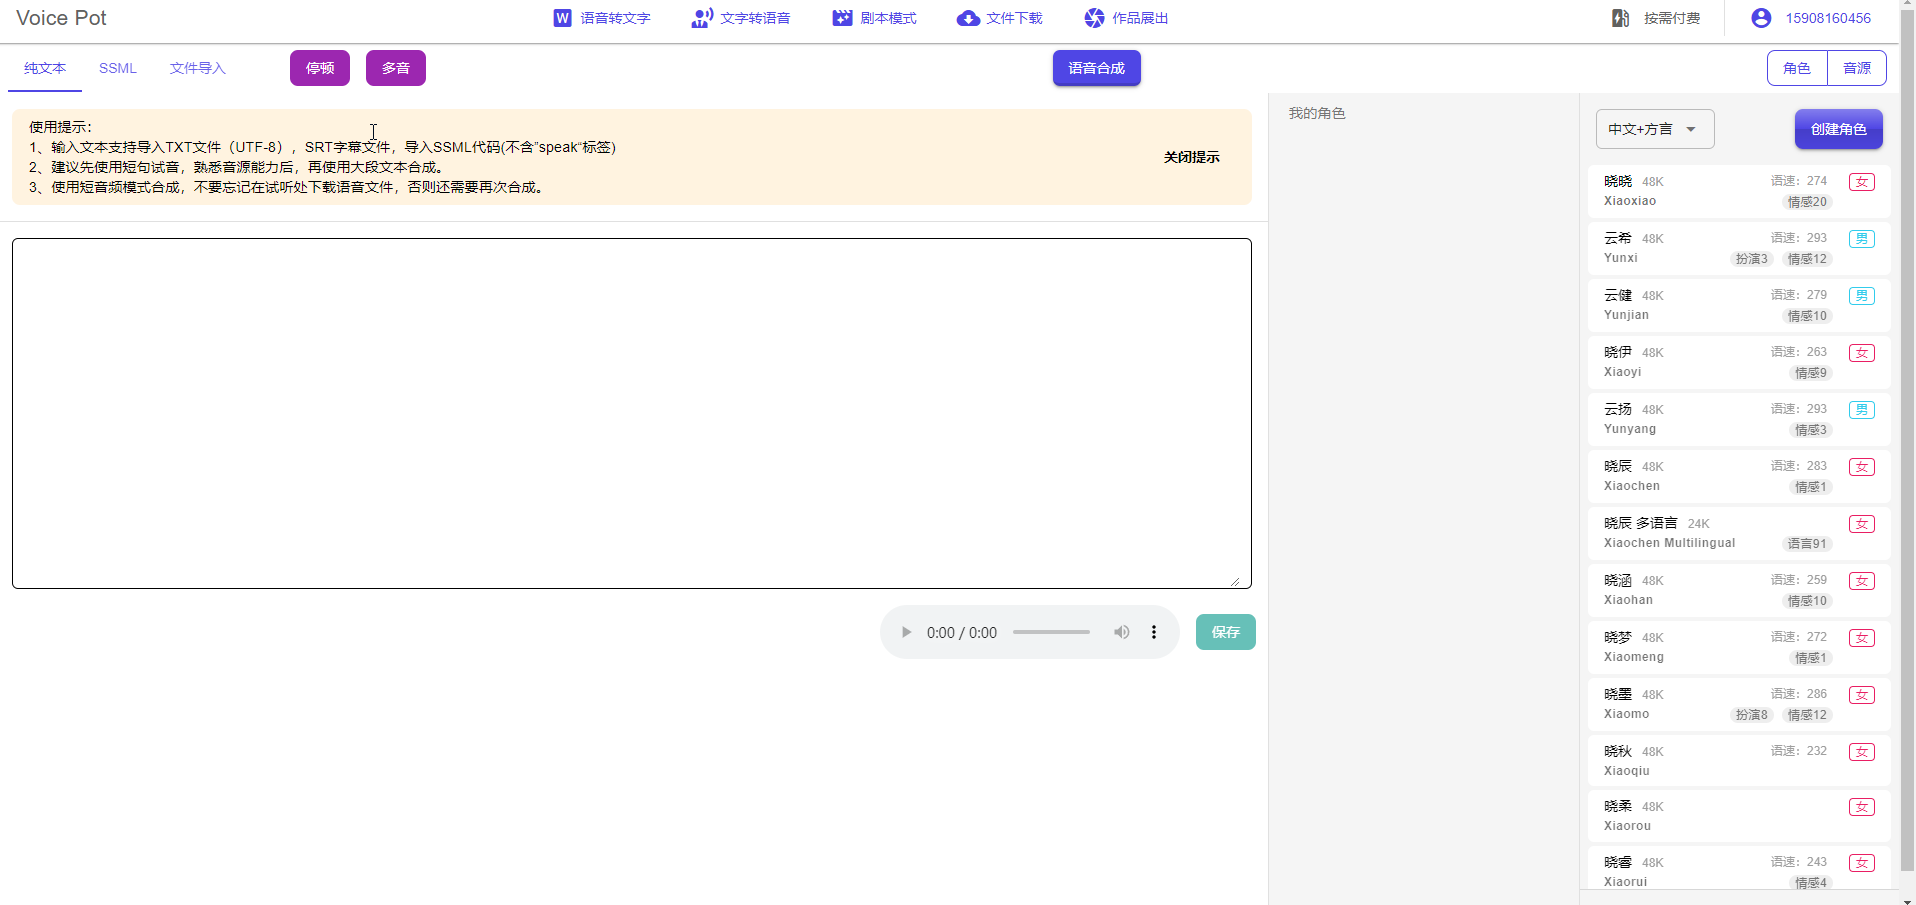 Voice Pot
W 语音转文字
文字转语音
剧本模式
文件下载
作品展出
按需付费
15908160456
纯文本
SSML
文件导入
停顿
多音
语音合成
角色
音源
使用提示：
1、输入文本支持导入TXT文件（UTF-8），SRT字幕文件，导入SSML代码(不含"speak"标签)
2、建议先使用短句试音，熟悉音源能力后，再使用大段文本合成。
3、使用短音频模式合成，不要忘记在试听处下载语音文件，否则还需要再次合成。
关闭提示
0:00 / 0:00
保存
我的角色
中文+方言
创建角色
晓晓 48K 语速：274 女
Xiaoxiao 情感20
云希 48K 语速：293 男
Yunxi 扮演3 情感12
云健 48K 语速：279 男
Yunjian 情感10
晓伊 48K 语速：263 女
Xiaoyi 情感9
云扬 48K 语速：293 男
Yunyang 情感3
晓辰 48K 语速：283 女
Xiaochen 情感1
晓辰 多语言 24K 女
Xiaochen Multilingual 语言91
晓涵 48K 语速：259 女
Xiaohan 情感10
晓梦 48K 语速：272 女
Xiaomeng 情感1
晓墨 48K 语速：286 女
Xiaomo 扮演8 情感12
晓秋 48K 语速：232 女
Xiaoqiu
晓柔 48K 女
Xiaorou
晓睿 48K 语速：243 女
Xiaorui 情感4